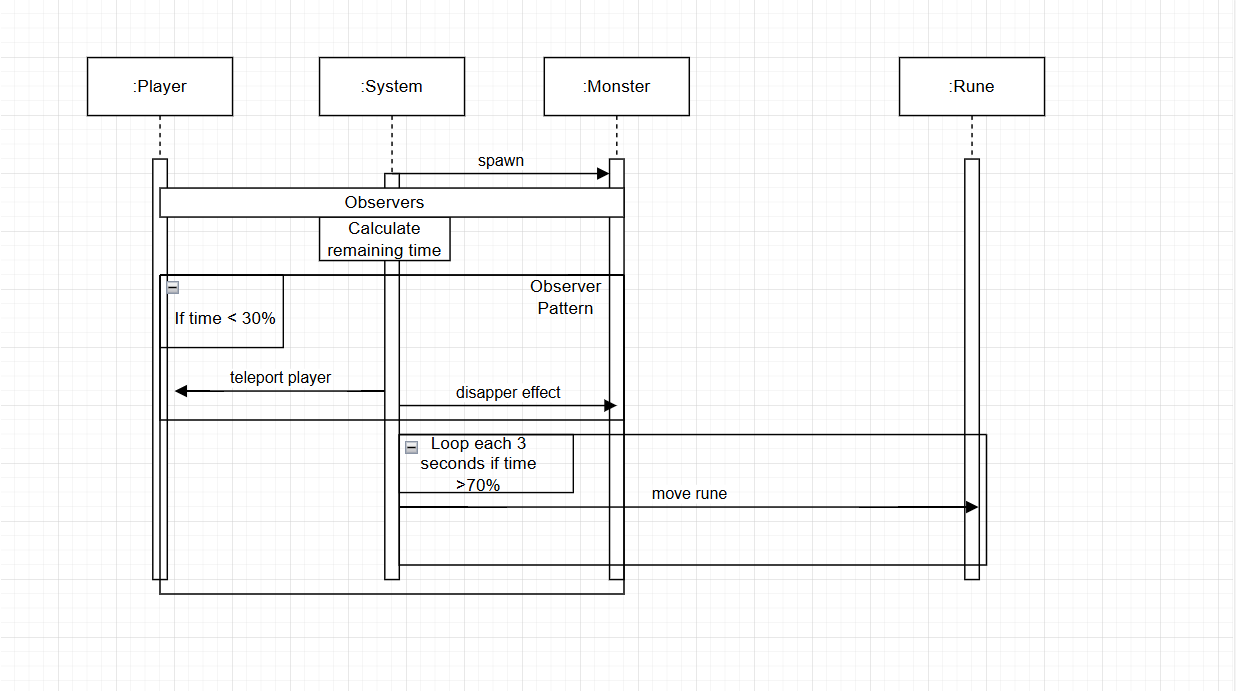 :Player
:System
:Monster
:Rune
spawn
Observers
Calculate
remaining time
Observer
Pattern
If time < 30%
teleport player
disapper effect
Loop each 3
seconds if time
>70%
move rune